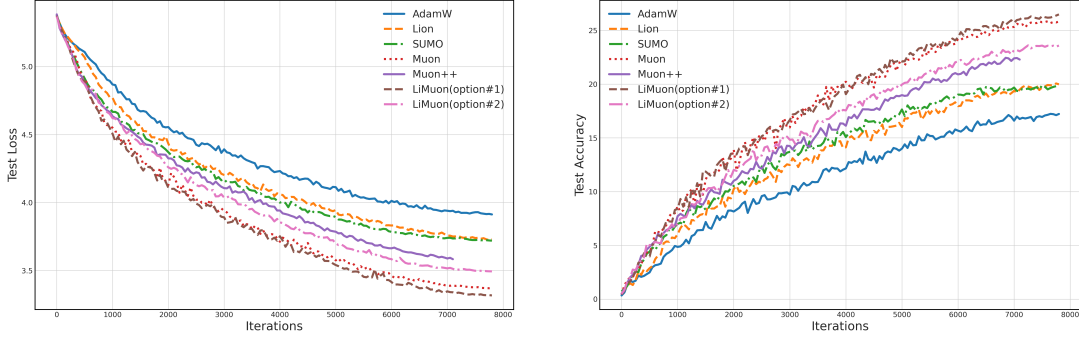 AdamW
Lion
SUMO
Muon
Muon++
LiMuon(option#1)
LiMuon(option#2)
5.0
4.5
4.0
3.5
Test Loss
0 1000 2000 3000 4000 5000 6000 7000 8000
Iterations
AdamW
Lion
SUMO
Muon
Muon++
LiMuon(option#1)
LiMuon(option#2)
25
20
15
10
5
0
Test Accuracy
0 1000 2000 3000 4000 5000 6000 7000 8000
Iterations